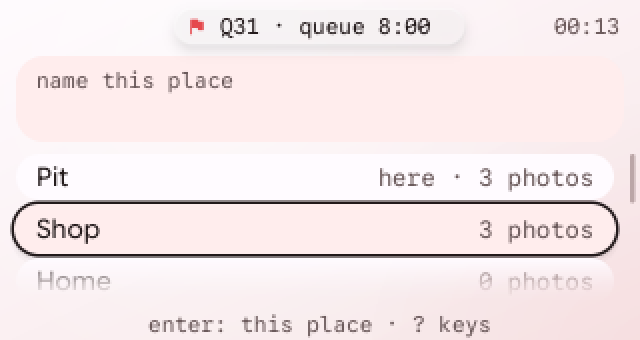 Q31 · queue 8:00
00:13
name this place
Pit
here · 3 photos
Shop
3 photos
Home
0 photos
enter: this place · ? keys